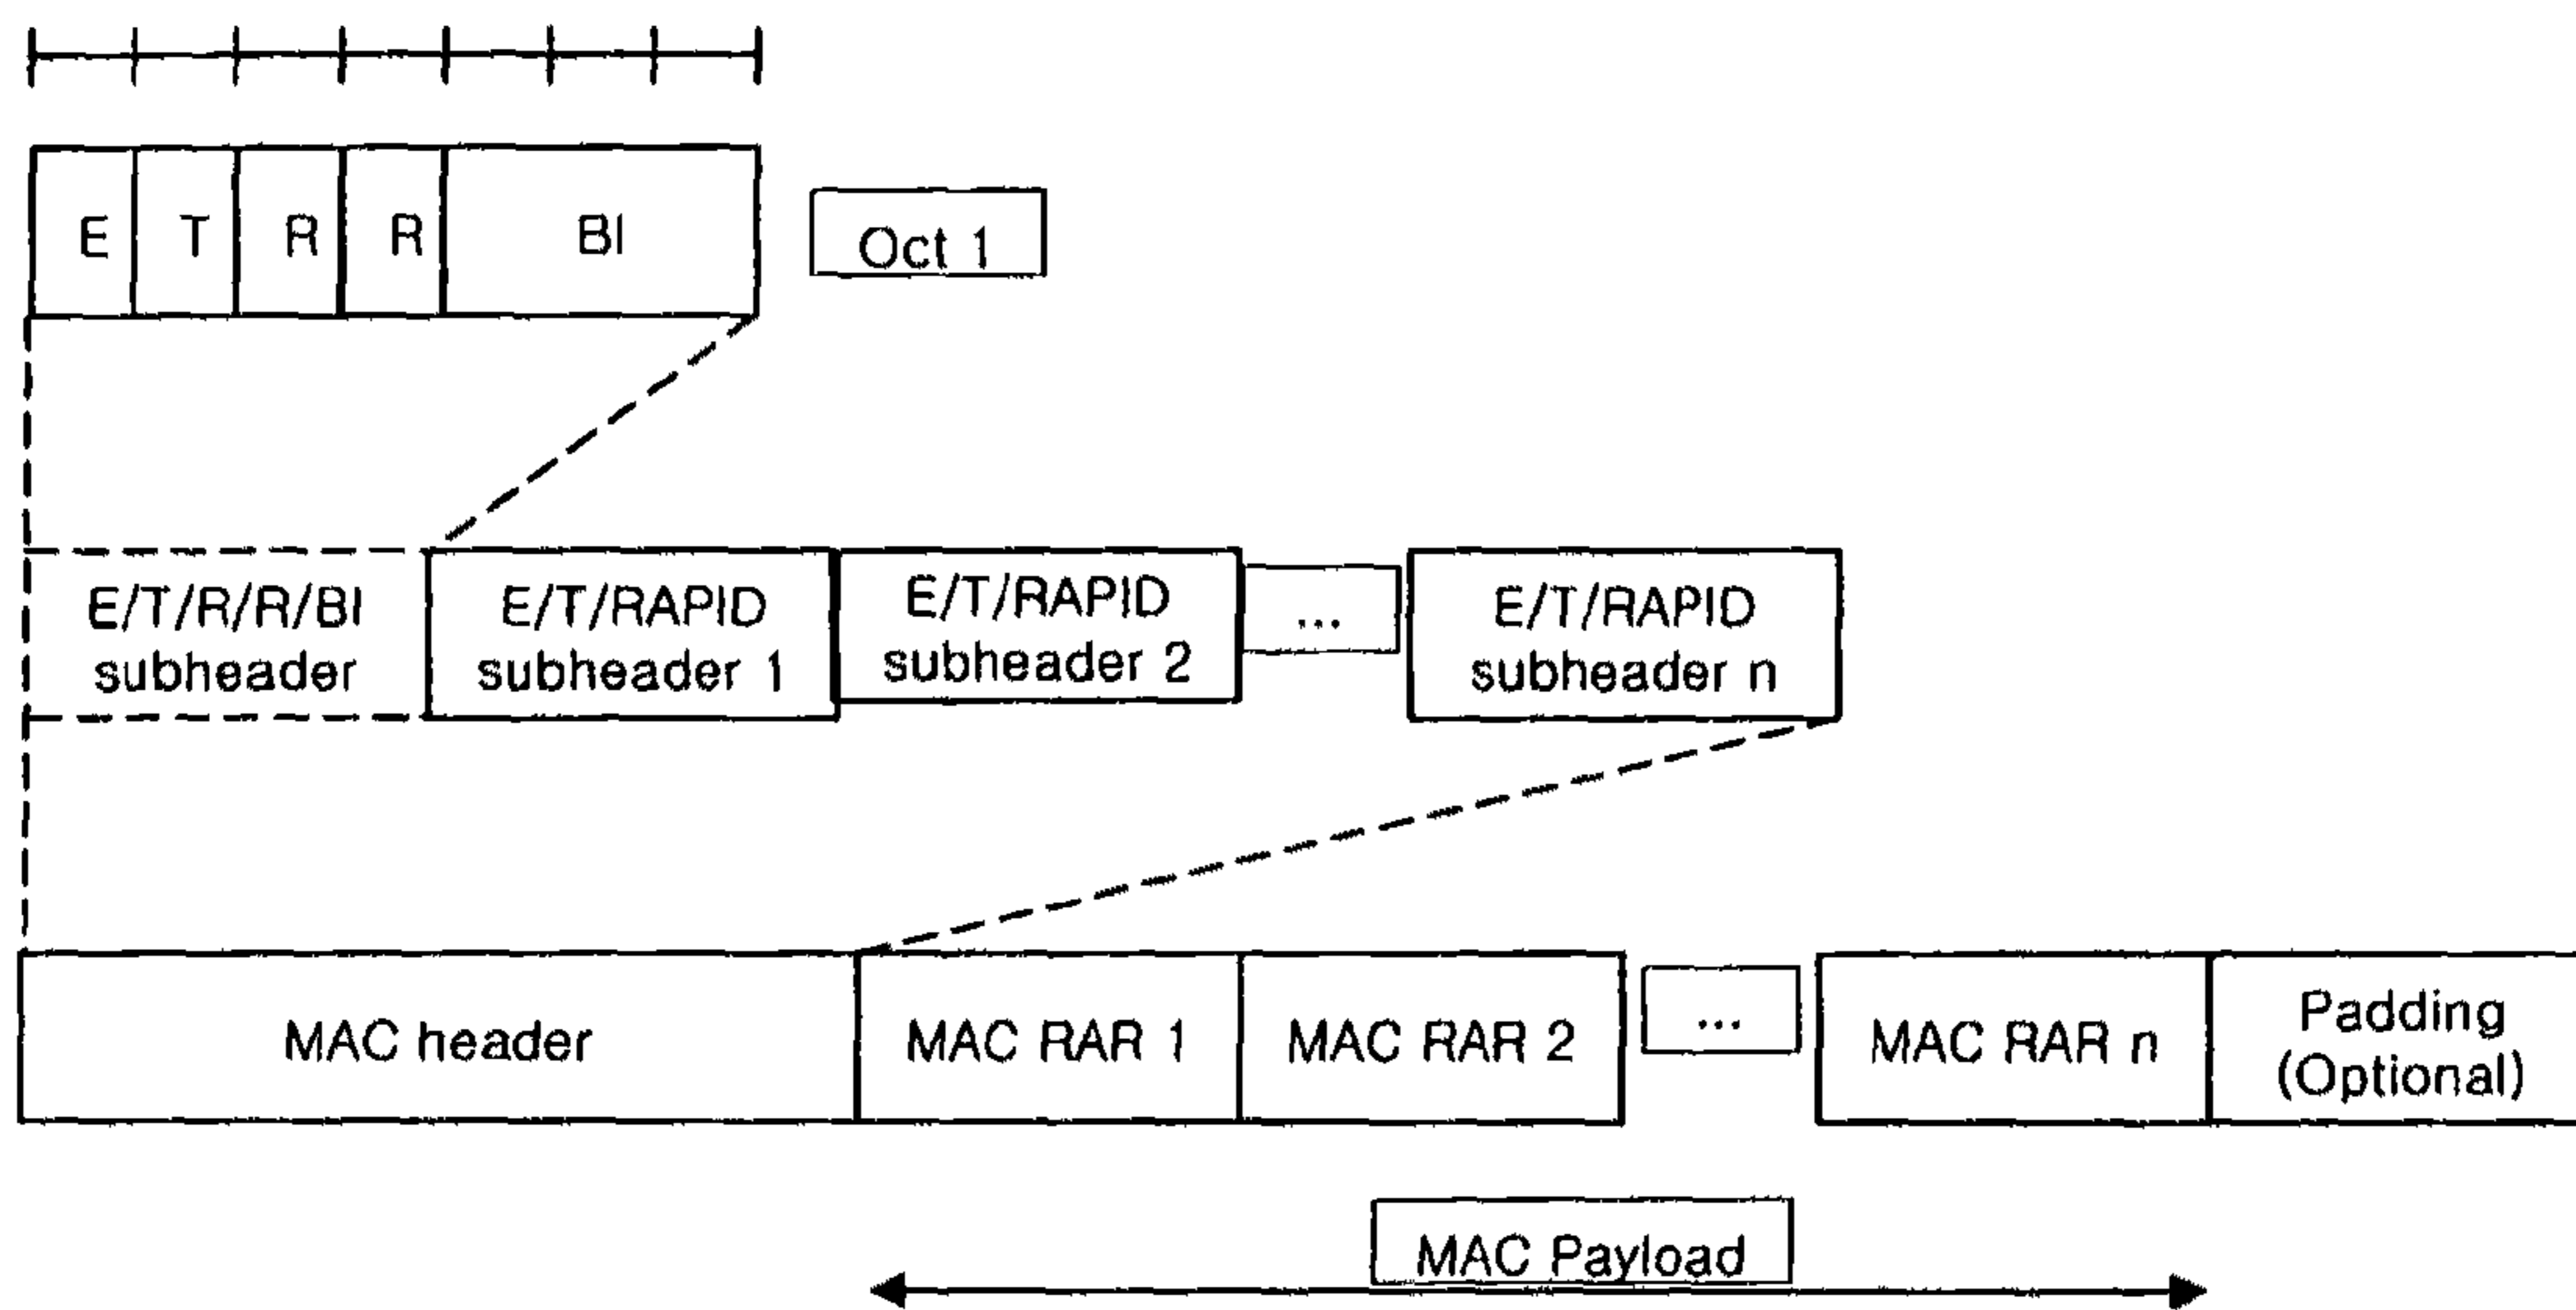 E T R R BI Oct 1
E/T/R/R/BI
subheader
E/T/RAPID
subheader 1
E/T/RAPID
subheader 2
...
E/T/RAPID
subheader n
MAC header
MAC RAR 1
MAC RAR 2
...
MAC RAR n
Padding
(Optional)
MAC Payload